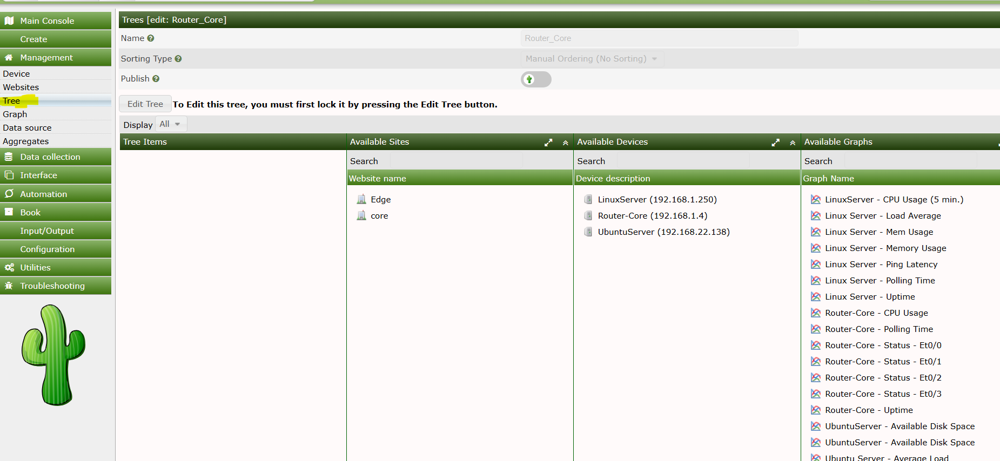 Main Console
Create
Management
Device
Websites
Tree
Graph
Data source
Aggregates
Data collection
Interface
Automation
Book
Input/Output
Configuration
Utilities
Troubleshooting
Trees [edit: Router_Core]
Name
Router_Core
Sorting Type
Manual Ordering (No Sorting)
Publish
Edit Tree To Edit this tree, you must first lock it by pressing the Edit Tree button.
Display All
Tree Items
Available Sites
Search
Website name
Edge
core
Available Devices
Search
Device description
LinuxServer (192.168.1.250)
Router-Core (192.168.1.4)
UbuntuServer (192.168.22.138)
Available Graphs
Search
Graph Name
LinuxServer - CPU Usage (5 min.)
Linux Server - Load Average
Linux Server - Mem Usage
Linux Server - Memory Usage
Linux Server - Ping Latency
Linux Server - Polling Time
Linux Server - Uptime
Router-Core - CPU Usage
Router-Core - Polling Time
Router-Core - Status - Et0/0
Router-Core - Status - Et0/1
Router-Core - Status - Et0/2
Router-Core - Status - Et0/3
Router-Core - Uptime
UbuntuServer - Available Disk Space
UbuntuServer - Available Disk Space
Ubuntu Server - Average Load